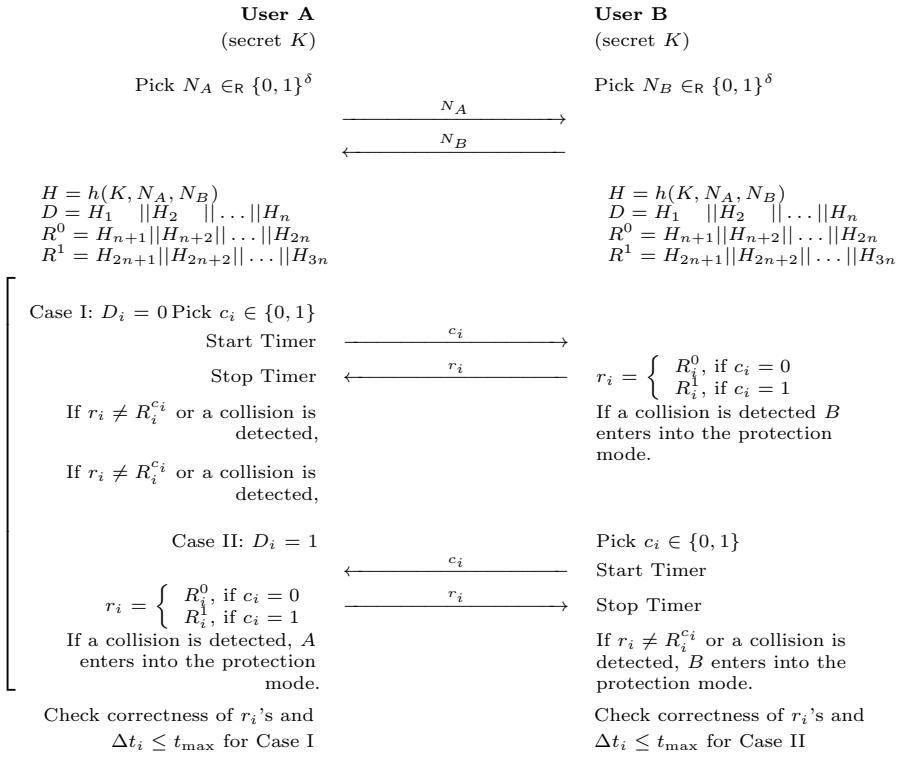 User A User B
(secret K) (secret K)
Pick N_A ∈_R {0, 1}^δ Pick N_B ∈_R {0, 1}^δ
N_A
N_B
H = h(K, N_A, N_B) H = h(K, N_A, N_B)
D = H_1 ||H_2 || . . . ||H_n D = H_1 ||H_2 || . . . ||H_n
R^0 = H_{n+1}||H_{n+2}|| . . . ||H_{2n} R^0 = H_{n+1}||H_{n+2}|| . . . ||H_{2n}
R^1 = H_{2n+1}||H_{2n+2}|| . . . ||H_{3n} R^1 = H_{2n+1}||H_{2n+2}|| . . . ||H_{3n}
Case I: D_i = 0 Pick c_i ∈ {0, 1}
Start Timer c_i
Stop Timer r_i r_i = { R_i^0, if c_i = 0
R_i^1, if c_i = 1
If r_i ≠ R_i^{c_i} or a collision is If a collision is detected B
detected, enters into the protection
mode.
If r_i ≠ R_i^{c_i} or a collision is
detected,
Case II: D_i = 1 Pick c_i ∈ {0, 1}
c_i Start Timer
r_i = { R_i^0, if c_i = 0 r_i Stop Timer
R_i^1, if c_i = 1
If a collision is detected, A If r_i ≠ R_i^{c_i} or a collision is
enters into the protection detected, B enters into the
mode. protection mode.
Check correctness of r_i's and Check correctness of r_i's and
Δt_i ≤ t_max for Case I Δt_i ≤ t_max for Case II